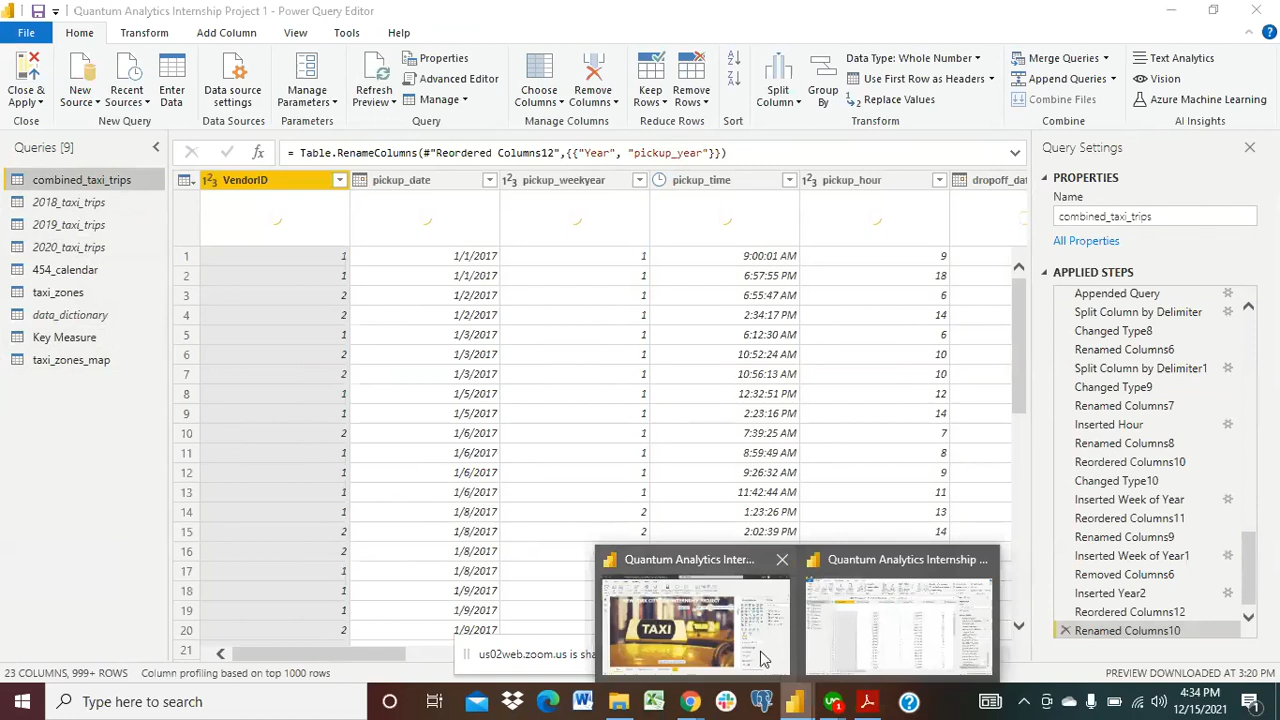 Quantum Analytics Internship Project 1 - Power Query Editor
File Home Transform Add Column View Tools Help
Close & Apply
New Source
Recent Sources
Enter Data
Data source settings
Manage Parameters
Refresh Preview
Properties
Advanced Editor
Manage
Choose Columns
Remove Columns
Keep Rows
Remove Rows
Split Column
Group By
Data Type: Whole Number
Use First Row as Headers
Replace Values
Merge Queries
Append Queries
Combine Files
Text Analytics
Vision
Azure Machine Learning
Close New Query Data Sources Parameters Query Manage Columns Reduce Rows Sort Transform Combine AI Insights
Queries [9]
combined_taxi_trips
2018_taxi_trips
2019_taxi_trips
2020_taxi_trips
454_calendar
taxi_zones
data_dictionary
Key Measure
taxi_zones_map
= Table.RenameColumns(#"Reordered Columns12",{{"Year", "pickup_year"}})
VendorID pickup_date pickup_weekyear pickup_time pickup_hour dropoff_dat
1 1 1/1/2017 1 9:00:01 AM 9
2 1 1/1/2017 1 6:57:55 PM 18
3 2 1/2/2017 1 6:55:47 AM 6
4 2 1/2/2017 1 2:34:17 PM 14
5 1 1/3/2017 1 6:12:30 AM 6
6 2 1/3/2017 1 10:52:24 AM 10
7 2 1/3/2017 1 10:56:13 AM 10
8 1 1/5/2017 1 12:32:51 PM 12
9 1 1/5/2017 1 2:23:16 PM 14
10 2 1/6/2017 1 7:39:25 AM 7
11 1 1/6/2017 1 8:59:49 AM 8
12 1 1/6/2017 1 9:26:32 AM 9
13 1 1/6/2017 1 11:42:44 AM 11
14 1 1/8/2017 2 1:23:26 PM 13
15 2 1/8/2017 2 2:02:39 PM 14
16 2 1/8/2017
17 1 1/8/2017
18 1 1/9/2017
19 1 1/9/2017
20 2 1/9/2017
21
Query Settings
PROPERTIES
Name
combined_taxi_trips
All Properties
APPLIED STEPS
Appended Query
Split Column by Delimiter
Changed Type8
Renamed Columns6
Split Column by Delimiter1
Changed Type9
Renamed Columns7
Inserted Hour
Renamed Columns8
Reordered Columns10
Changed Type10
Inserted Week of Year
Reordered Columns11
Renamed Columns9
Inserted Week of Year1
Removed Columns6
Inserted Year2
Reordered Columns12
Renamed Columns10
Quantum Analytics Inter...
Quantum Analytics Internship ...
TAXI
us02web.zoom.us is sha
23 COLUMNS, 999+ ROWS Column profiling based on top 1000 rows
PREVIEW DOWNLOADED AT 3:20 PM
Type here to search
4:34 PM
12/15/2021